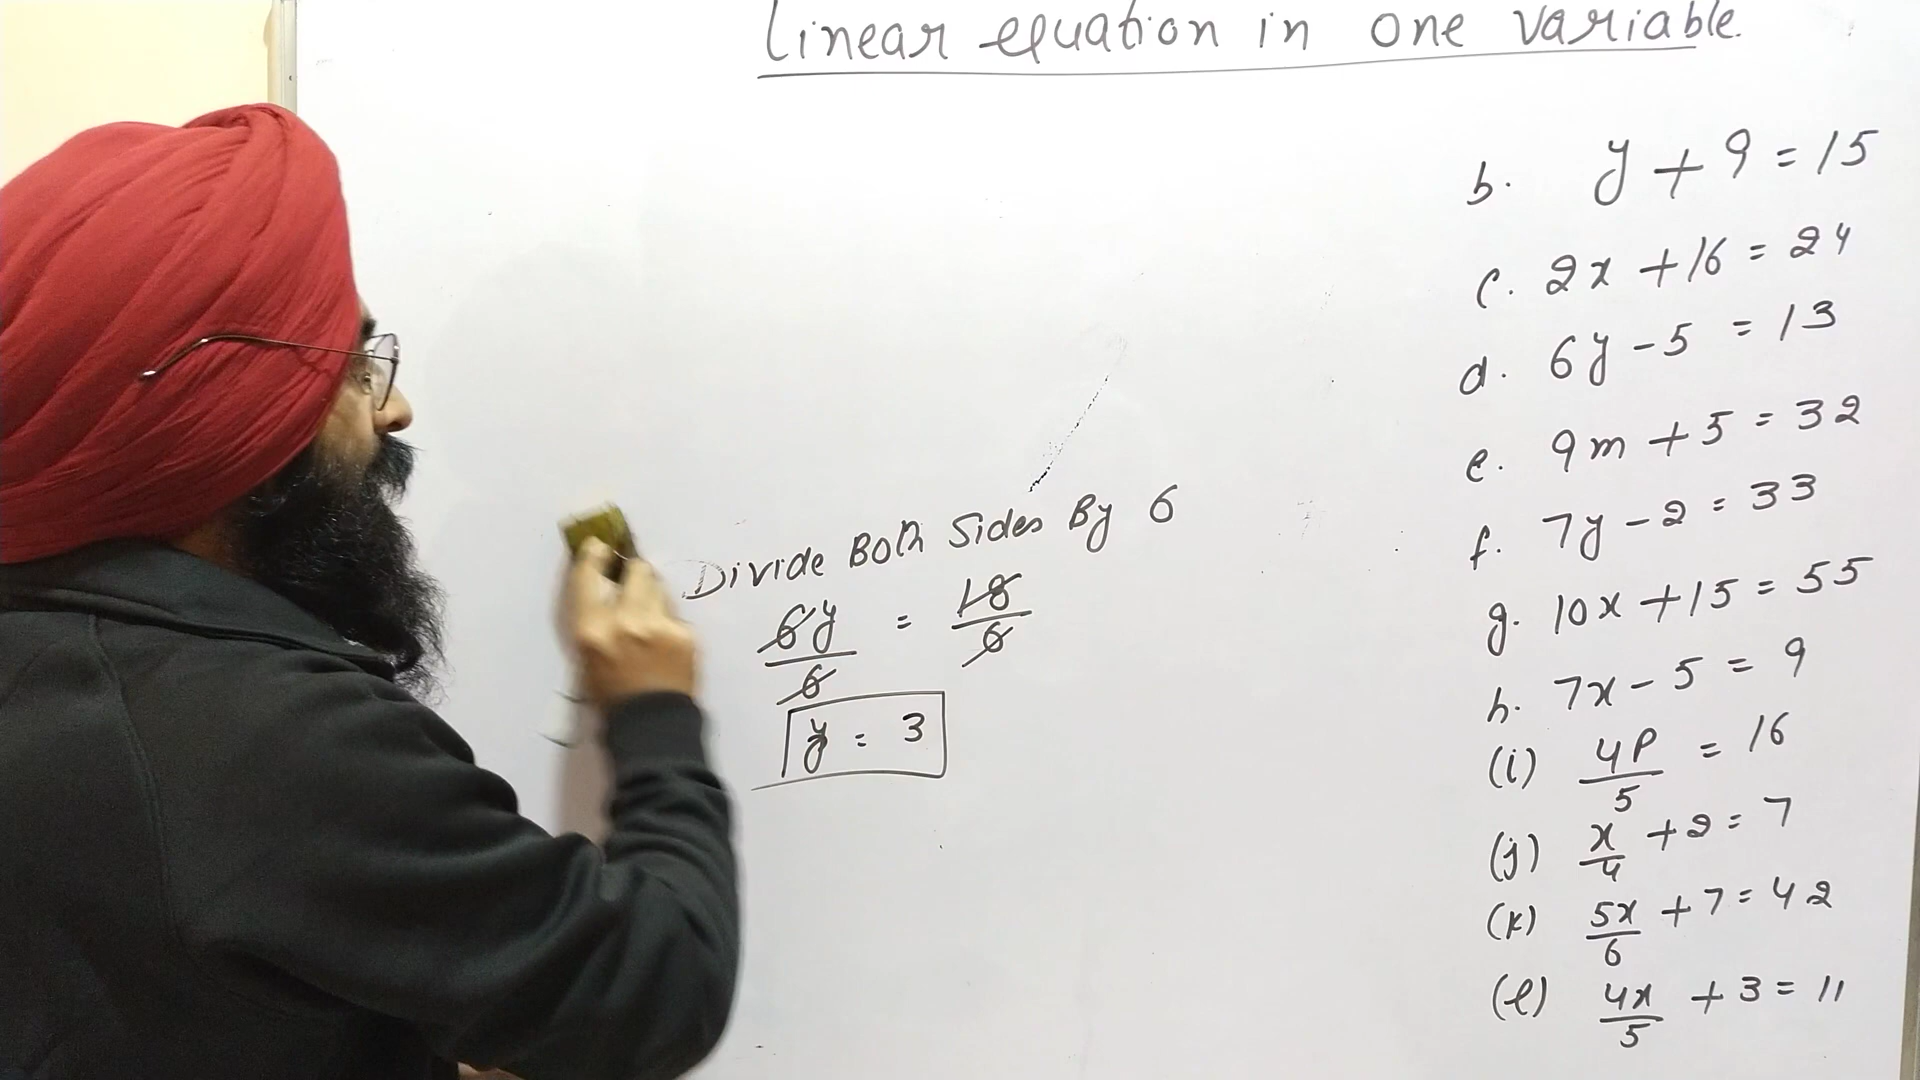 Linear equation in one variable.
Divide Both Sides By 6
6y/6 = 18/6
y = 3
b. y + 9 = 15
c. 2x + 16 = 24
d. 6y - 5 = 13
e. 9m + 5 = 32
f. 7y - 2 = 33
g. 10x + 15 = 55
h. 7x - 5 = 9
(i) 4P/5 = 16
(j) x/4 + 2 = 7
(k) 5x/6 + 7 = 42
(l) 4x/5 + 3 = 11